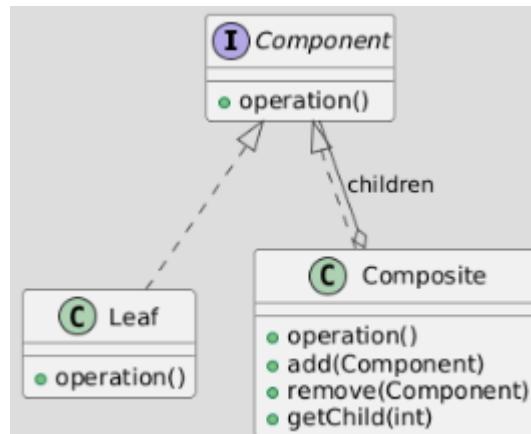 I Component
operation()
children
C Leaf
operation()
C Composite
operation()
add(Component)
remove(Component)
getChild(int)